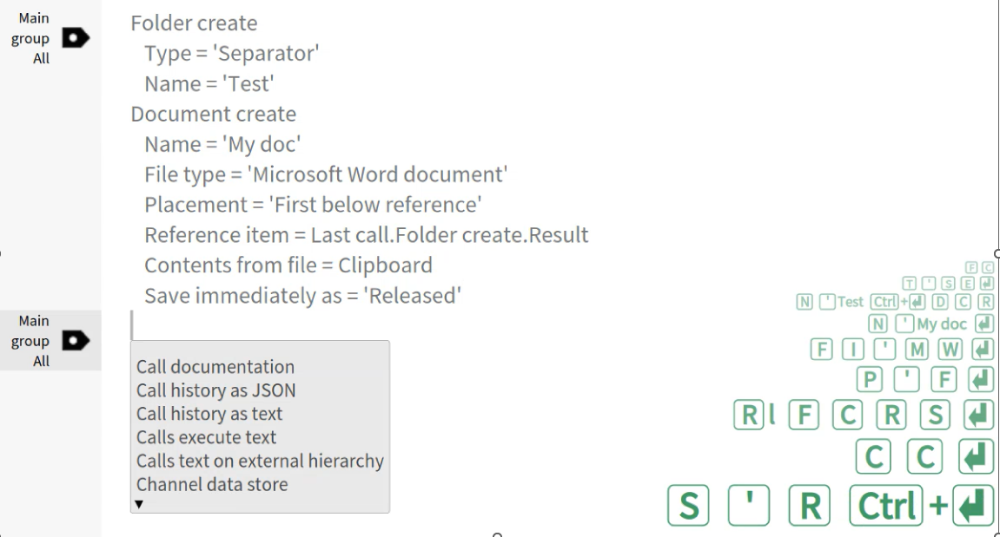 Main
group
All
Folder create
Type = 'Separator'
Name = 'Test'
Document create
Name = 'My doc'
File type = 'Microsoft Word document'
Placement = 'First below reference'
Reference item = Last call.Folder create.Result
Contents from file = Clipboard
Save immediately as = 'Released'
Main
group
All
Call documentation
Call history as JSON
Call history as text
Calls execute text
Calls text on external hierarchy
Channel data store
F C
T ' S E ↵
N ' Test Ctrl+↵ D C R
N ' My doc ↵
F I ' M W ↵
P ' F ↵
R l F C R S ↵
C C ↵
S ' R Ctrl+↵